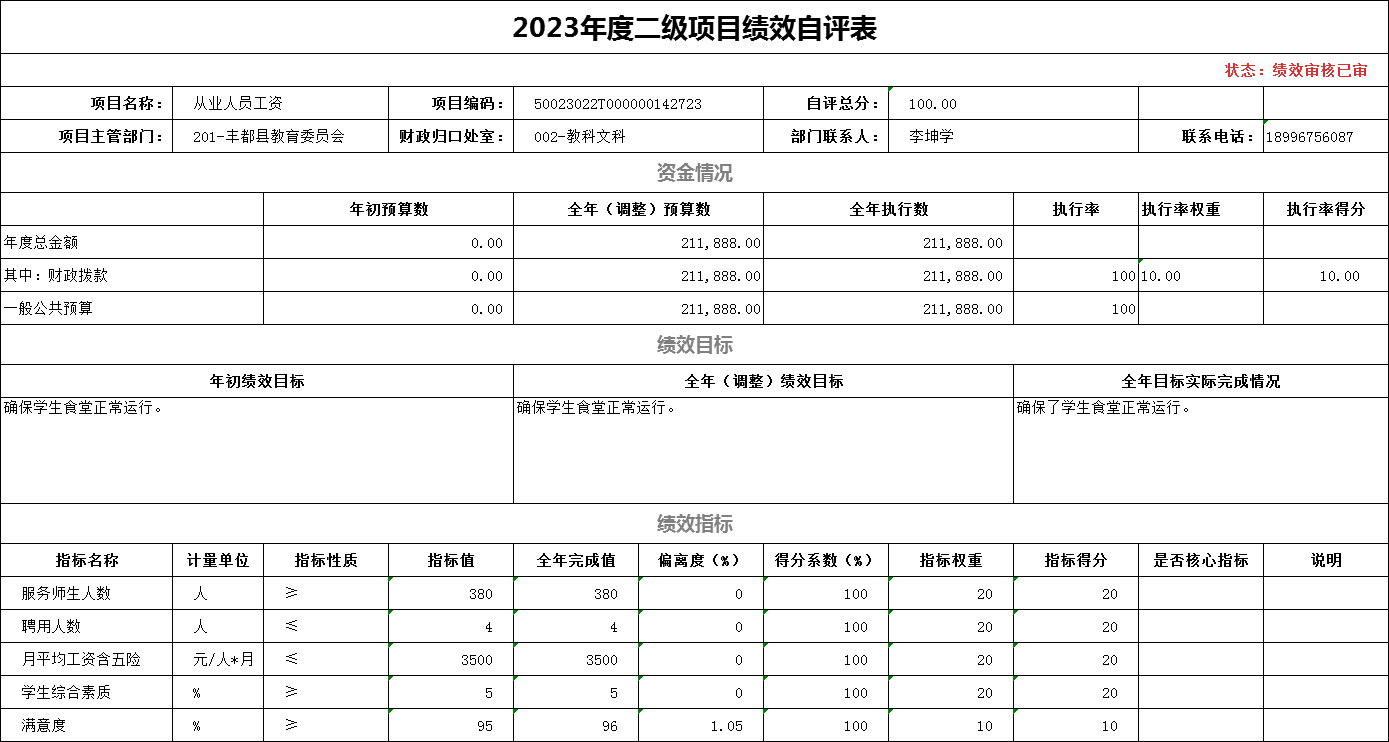 2023年度二级项目绩效自评表
状态：绩效审核已审
项目名称： 从业人员工资 项目编码： 50023022T000000142723 自评总分： 100.00
项目主管部门： 201-丰都县教育委员会 财政归口处室： 002-教科文科 部门联系人： 李坤学 联系电话： 18996756087
资金情况
年初预算数 全年（调整）预算数 全年执行数 执行率 执行率权重 执行率得分
年度总金额 0.00 211,888.00 211,888.00
其中：财政拨款 0.00 211,888.00 211,888.00 100 10.00 10.00
一般公共预算 0.00 211,888.00 211,888.00 100
绩效目标
年初绩效目标 全年（调整）绩效目标 全年目标实际完成情况
确保学生食堂正常运行。 确保学生食堂正常运行。 确保了学生食堂正常运行。
绩效指标
指标名称 计量单位 指标性质 指标值 全年完成值 偏离度（%） 得分系数（%） 指标权重 指标得分 是否核心指标 说明
服务师生人数 人 ≥ 380 380 0 100 20 20
聘用人数 人 ≤ 4 4 0 100 20 20
月平均工资含五险 元/人*月 ≤ 3500 3500 0 100 20 20
学生综合素质 % ≥ 5 5 0 100 20 20
满意度 % ≥ 95 96 1.05 100 10 10